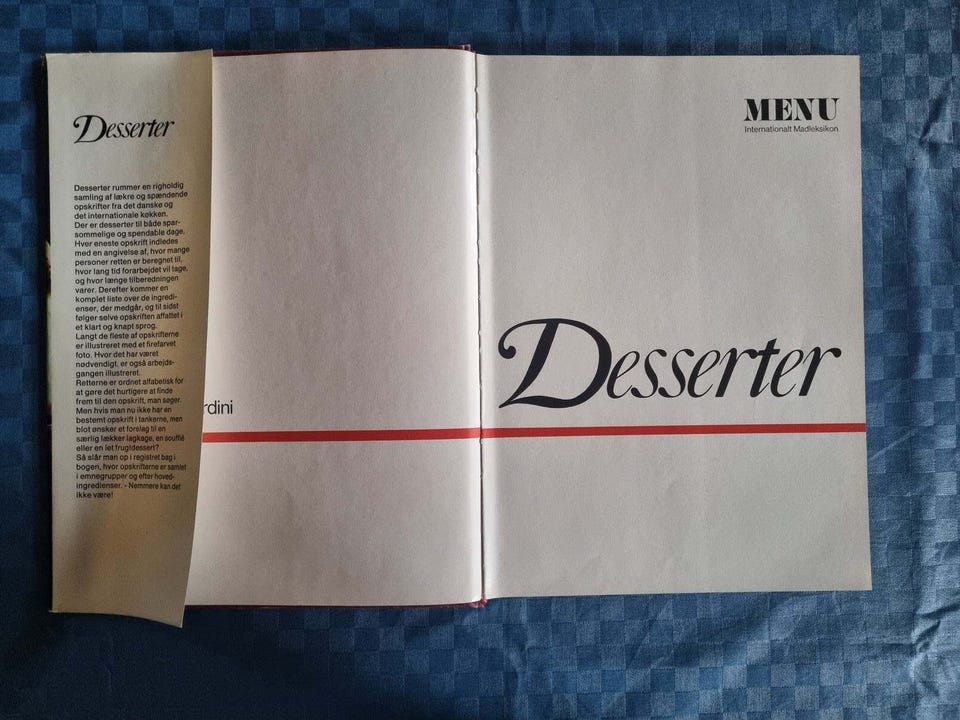 Desserter
Desserter rummer en righoldig
samling af lækre og spændende
opskrifter fra det danske og
det internationale køkken.
Der er desserter til både spar-
sommelige og spendable dage.
Hver eneste opskrift indledes
med en angivelse af, hvor mange
personer retten er beregnet til,
hvor lang tid forarbejdet vil tage,
og hvor længe tilberedningen
varer. Derefter kommer en
komplet liste over de ingredi-
enser, der medgår, og til sidst
følger selve opskriften affattet i
et klart og knapt sprog.
Langt de fleste af opskrifterne
er illustreret med et firefarvet
foto. Hvor det har været
nødvendigt, er også arbejds-
gangen illustreret.
Retterne er ordnet alfabetisk for
at gøre det hurtigere at finde
frem til den opskrift, man søger.
Men hvis man nu ikke har en
bestemt opskrift i tankerne, men
blot ønsker et forslag til en
særlig lækker lagkage, en soufflé
eller en let frugtdessert?
Så slår man op i registret bag i
bogen, hvor opskrifterne er samlet
i emnegrupper og efter hoved-
ingredienser. - Nemmere kan det
ikke være!
rdini
MENU
Internationalt Madleksikon
Desserter